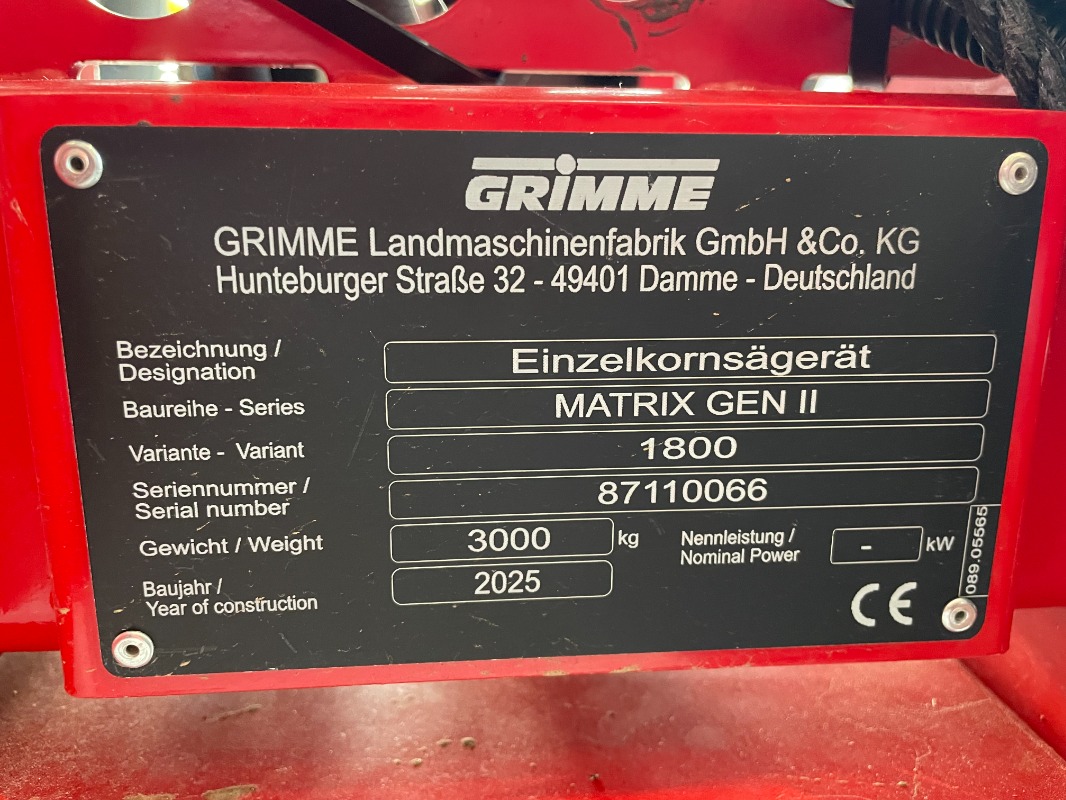 GRIMME
GRIMME Landmaschinenfabrik GmbH &Co. KG
Hunteburger Straße 32 - 49401 Damme - Deutschland
Bezeichnung /
Designation
Einzelkornsägerät
Baureihe - Series
MATRIX GEN II
Variante - Variant
1800
Seriennummer /
Serial number
87110066
Gewicht / Weight
3000 kg
Nennleistung /
Nominal Power
- kW
Baujahr /
Year of construction
2025
CE
089.05565